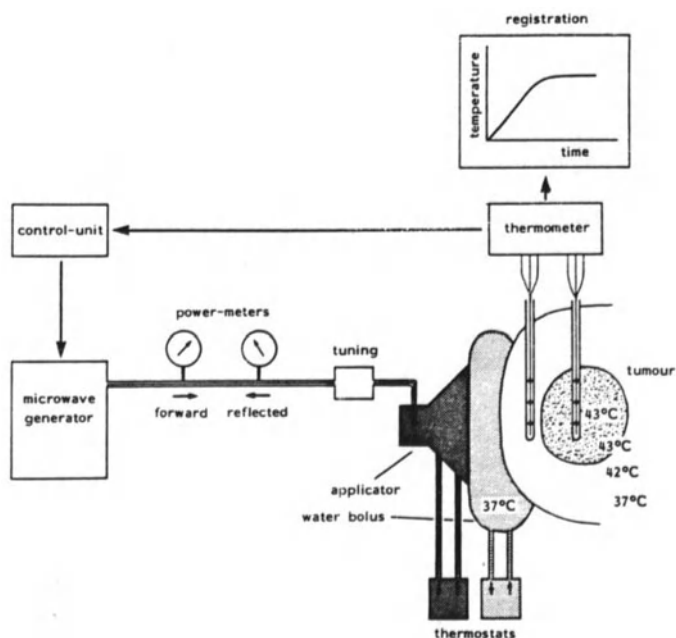 registration
temperature
time
control-unit
thermometer
power-meters
tuning
tumour
microwave
generator
forward
reflected
43°C
43°C
42°C
applicator
37°C
water bolus
37°C
thermostats